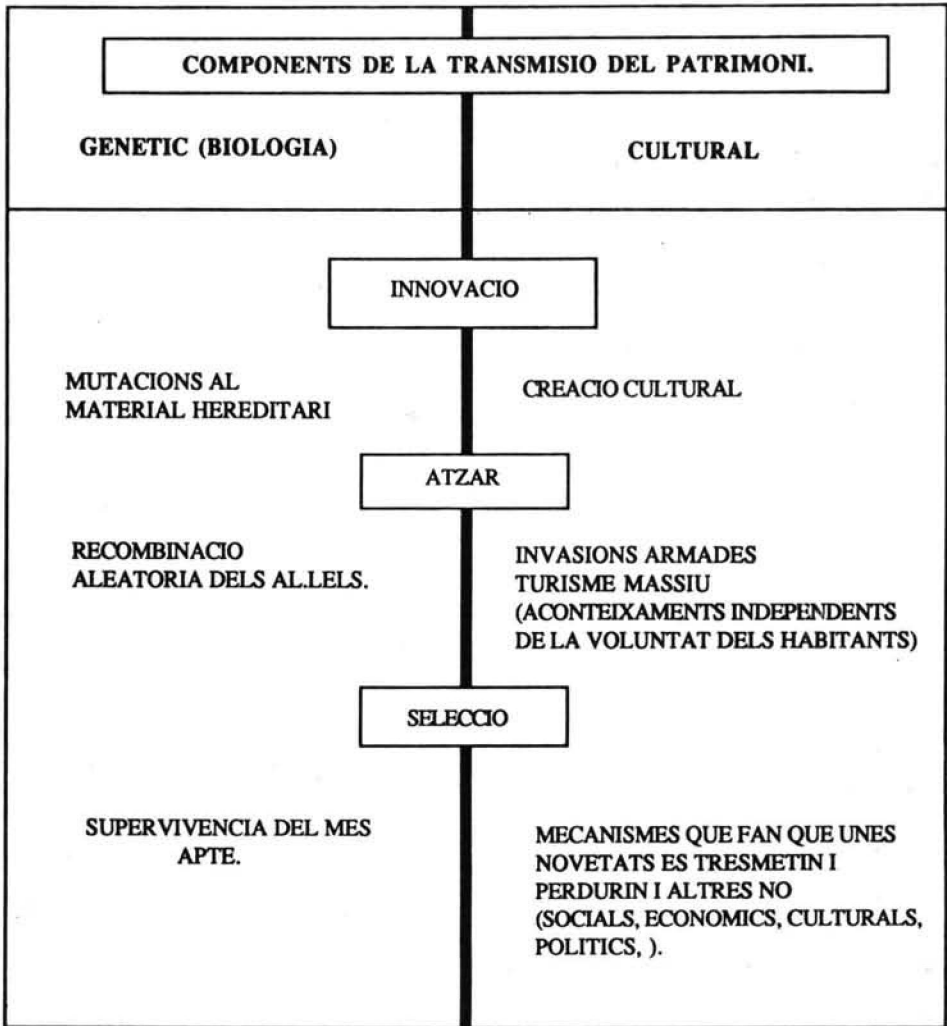 COMPONENTS DE LA TRANSMISIO DEL PATRIMONI.
GENETIC (BIOLOGIA)
CULTURAL
INNOVACIO
MUTACIONS AL
MATERIAL HEREDITARI
CREACIO CULTURAL
ATZAR
RECOMBINACIO
ALEATORIA DELS AL.LELS.
INVASIONS ARMADES
TURISME MASSIU
(ACONTEIXAMENTS INDEPENDENTS
DE LA VOLUNTAT DELS HABITANTS)
SELECCIO
SUPERVIVENCIA DEL MES
APTE.
MECANISMES QUE FAN QUE UNES
NOVETATS ES TRESMETIN I
PERDURIN I ALTRES NO
(SOCIALS, ECONOMICS, CULTURALS,
POLITICS, ).